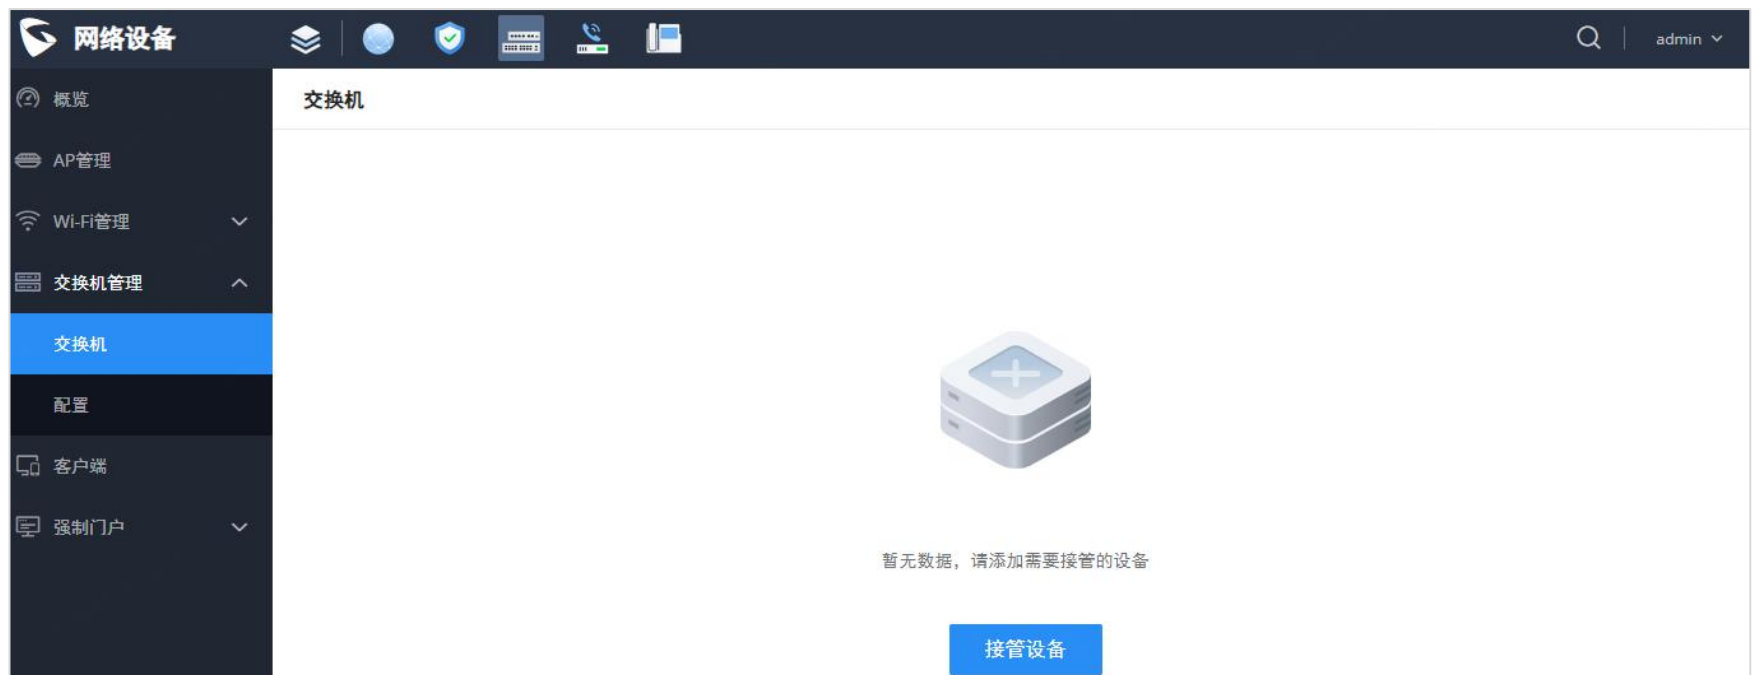 网络设备
admin
概览
AP管理
Wi-Fi管理
交换机管理
交换机
配置
客户端
强制门户
交换机
暂无数据，请添加需要接管的设备
接管设备